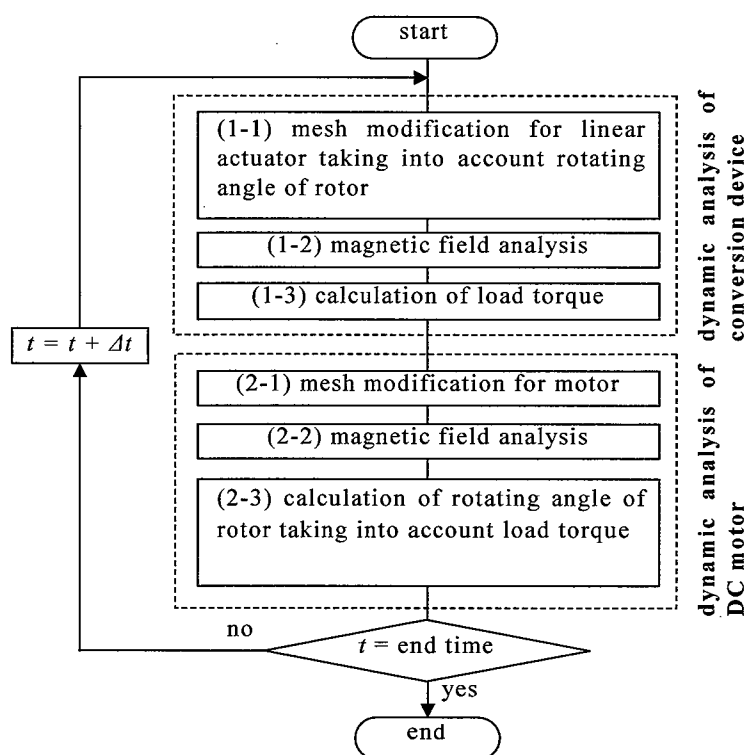 start
(1-1) mesh modification for linear
actuator taking into account rotating
angle of rotor
(1-2) magnetic field analysis
(1-3) calculation of load torque
dynamic analysis of
conversion device
t = t + Δt
(2-1) mesh modification for motor
(2-2) magnetic field analysis
(2-3) calculation of rotating angle of
rotor taking into account load torque
dynamic analysis of
DC motor
no
t = end time
yes
end